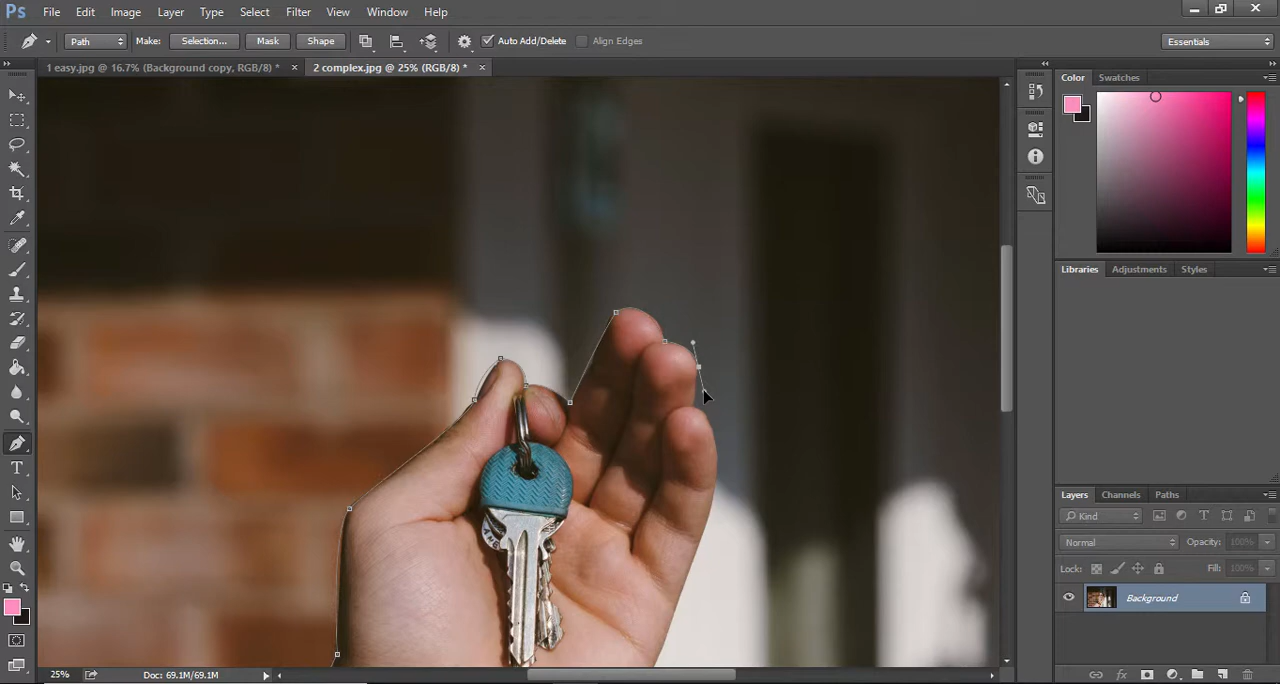 Ps File Edit Image Layer Type Select Filter View Window Help
Path Make: Selection... Mask Shape Auto Add/Delete Align Edges Essentials
1 easy.jpg @ 16.7% (Background copy, RGB/8) * × 2 complex.jpg @ 25% (RGB/8) * ×
Color Swatches
Libraries Adjustments Styles
Layers Channels Paths
Kind
Normal Opacity: 100%
Lock: Fill: 100%
Background
25% Doc: 69.1M/69.1M